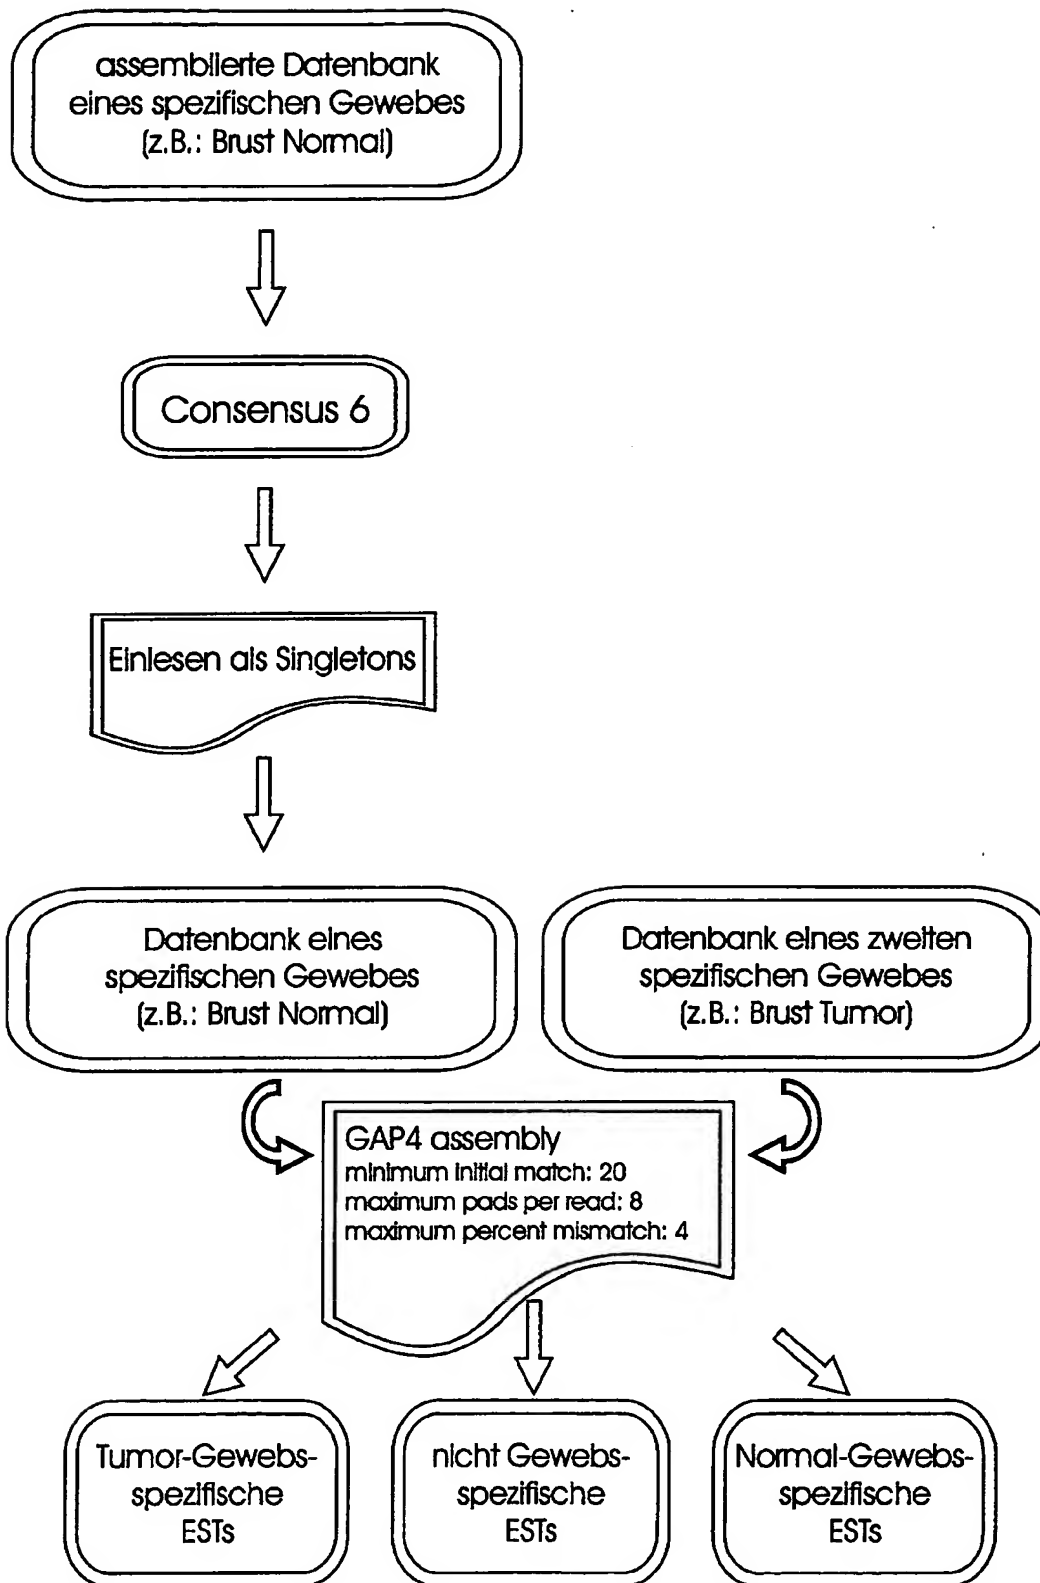 assemblierte Datenbank
eines spezifischen Gewebes
(z.B.: Brust Normal)
Consensus 6
Einlesen als Singletons
Datenbank eines
spezifischen Gewebes
(z.B.: Brust Normal)
Datenbank eines zweiten
spezifischen Gewebes
(z.B.: Brust Tumor)
GAP4 assembly
minimum initial match: 20
maximum pads per read: 8
maximum percent mismatch: 4
Tumor-Gewebs-
spezifische
ESTs
nicht Gewebs-
spezifische
ESTs
Normal-Gewebs-
spezifische
ESTs